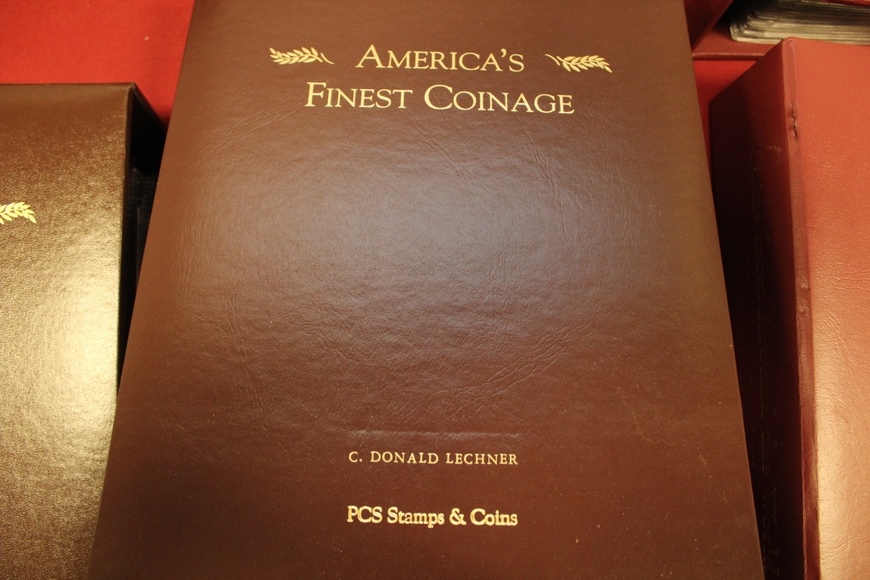 AMERICA'S
FINEST COINAGE
C. DONALD LECHNER
PCS Stamps & Coins